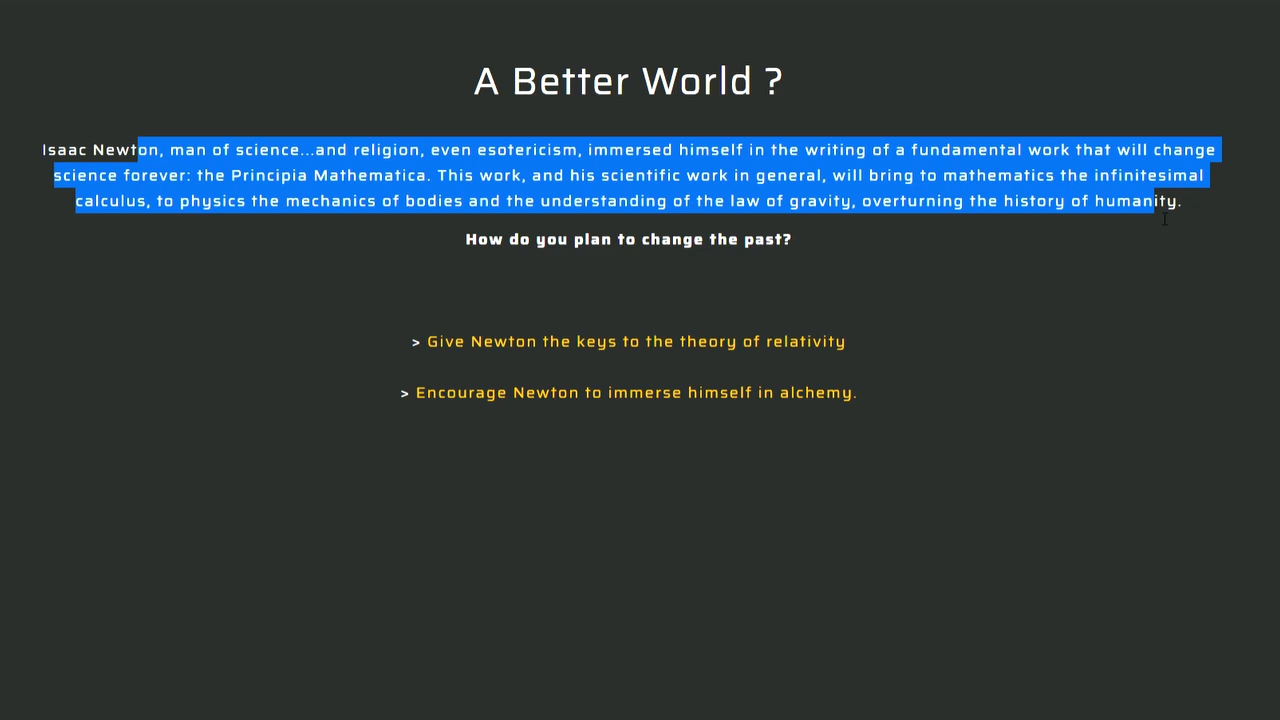 A Better World ?
Isaac Newton, man of science...and religion, even esotericism, immersed himself in the writing of a fundamental work that will change
science forever: the Principia Mathematica. This work, and his scientific work in general, will bring to mathematics the infinitesimal
calculus, to physics the mechanics of bodies and the understanding of the law of gravity, overturning the history of humanity.
How do you plan to change the past?
> Give Newton the keys to the theory of relativity
> Encourage Newton to immerse himself in alchemy.